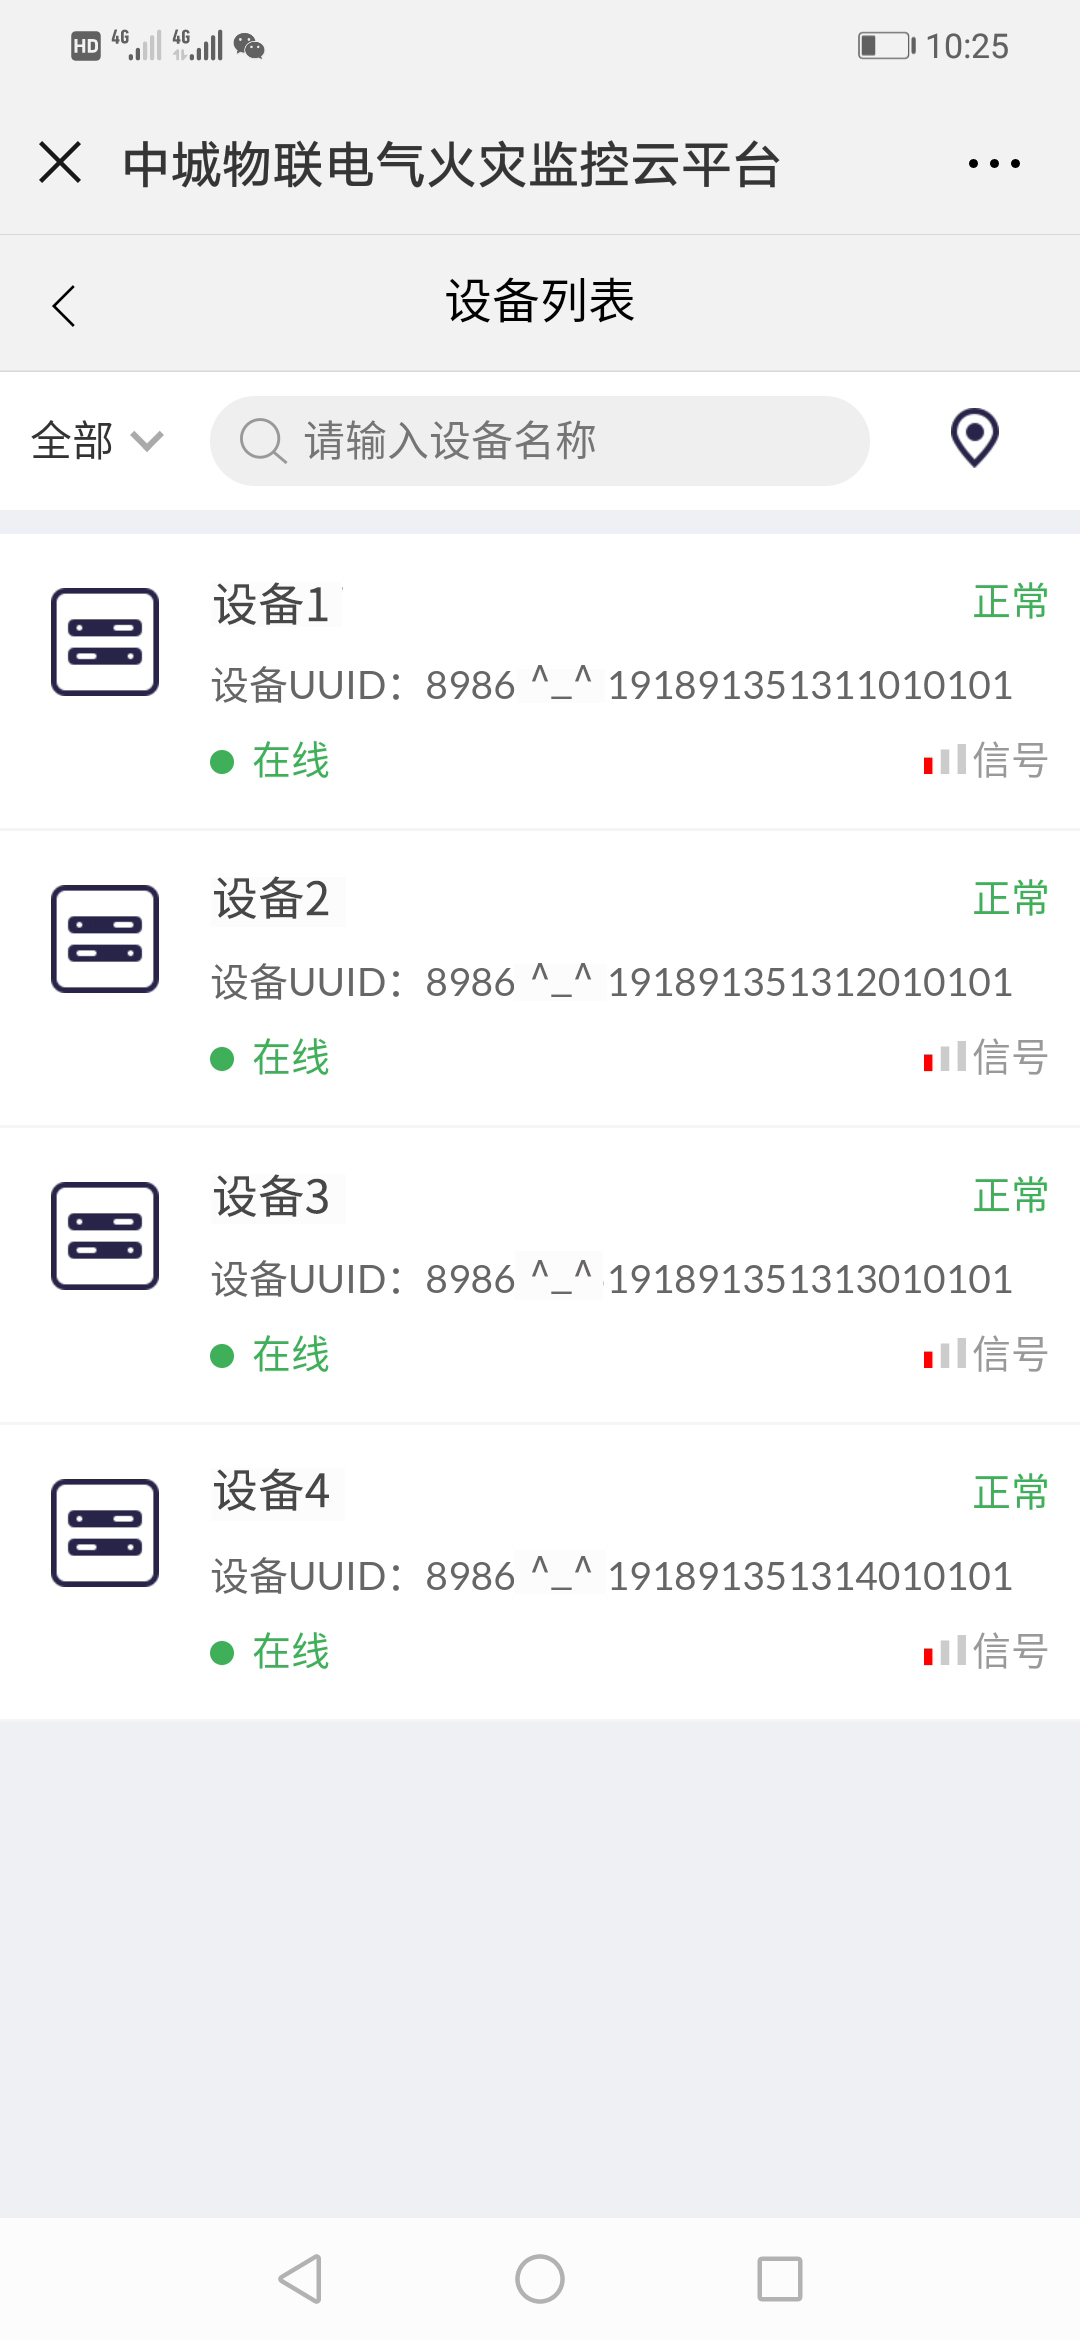 HD 4G 4G 10:25
中城物联电气火灾监控云平台
设备列表
全部 请输入设备名称
设备1 正常
设备UUID：8986 ^_^ 191891351311010101
在线 信号
设备2 正常
设备UUID：8986 ^_^ 191891351312010101
在线 信号
设备3 正常
设备UUID：8986 ^_^ 191891351313010101
在线 信号
设备4 正常
设备UUID：8986 ^_^ 191891351314010101
在线 信号